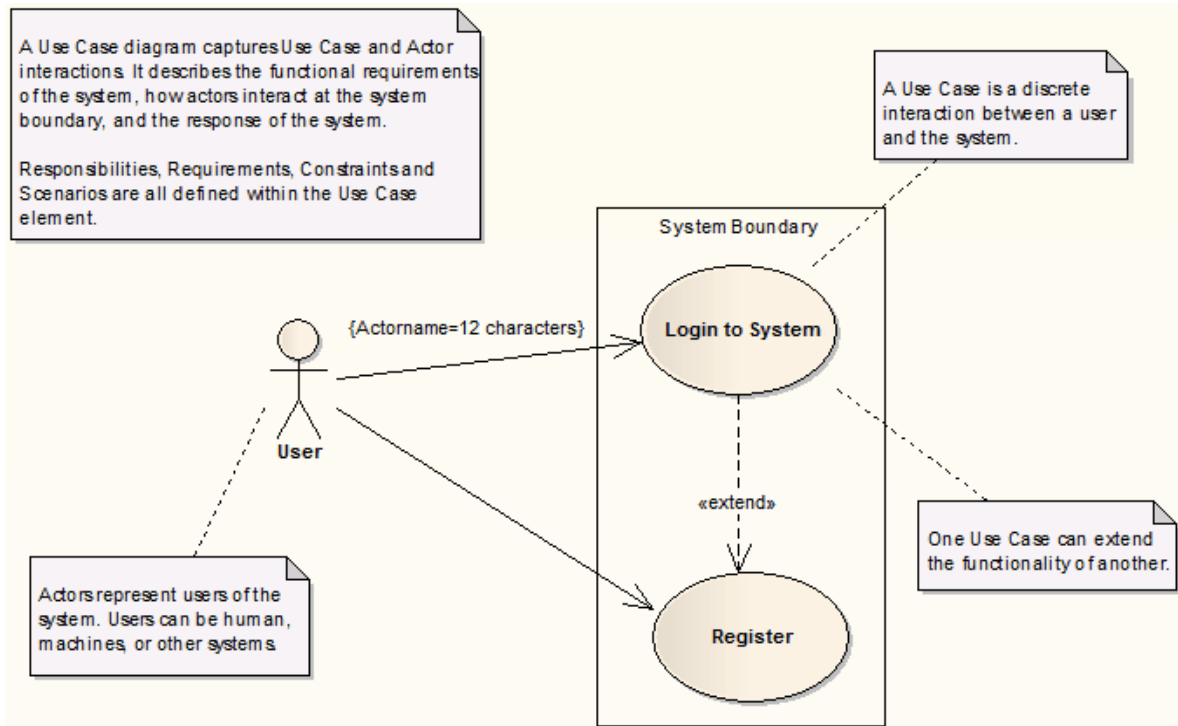 A Use Case diagram captures Use Case and Actor
interactions. It describes the functional requirements
of the system, how actors interact at the system
boundary, and the response of the system.
Responsibilities, Requirements, Constraints and
Scenarios are all defined within the Use Case
element.
A Use Case is a discrete
interaction between a user
and the system.
System Boundary
{Actorname=12 characters}
Login to System
User
«extend»
One Use Case can extend
the functionality of another.
Actors represent users of the
system. Users can be human,
machines, or other systems.
Register